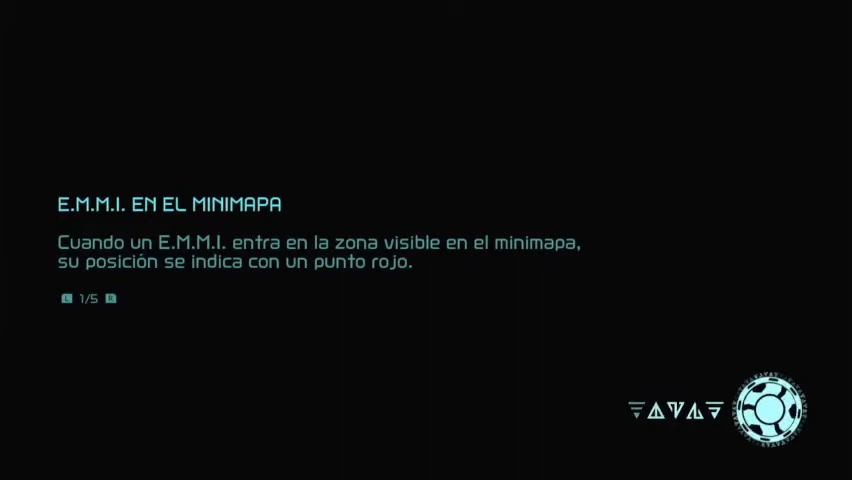 E.M.M.I. EN EL MINIMAPA
Cuando un E.M.M.I. entra en la zona visible en el minimapa,
su posición se indica con un punto rojo.
L 1/5 R